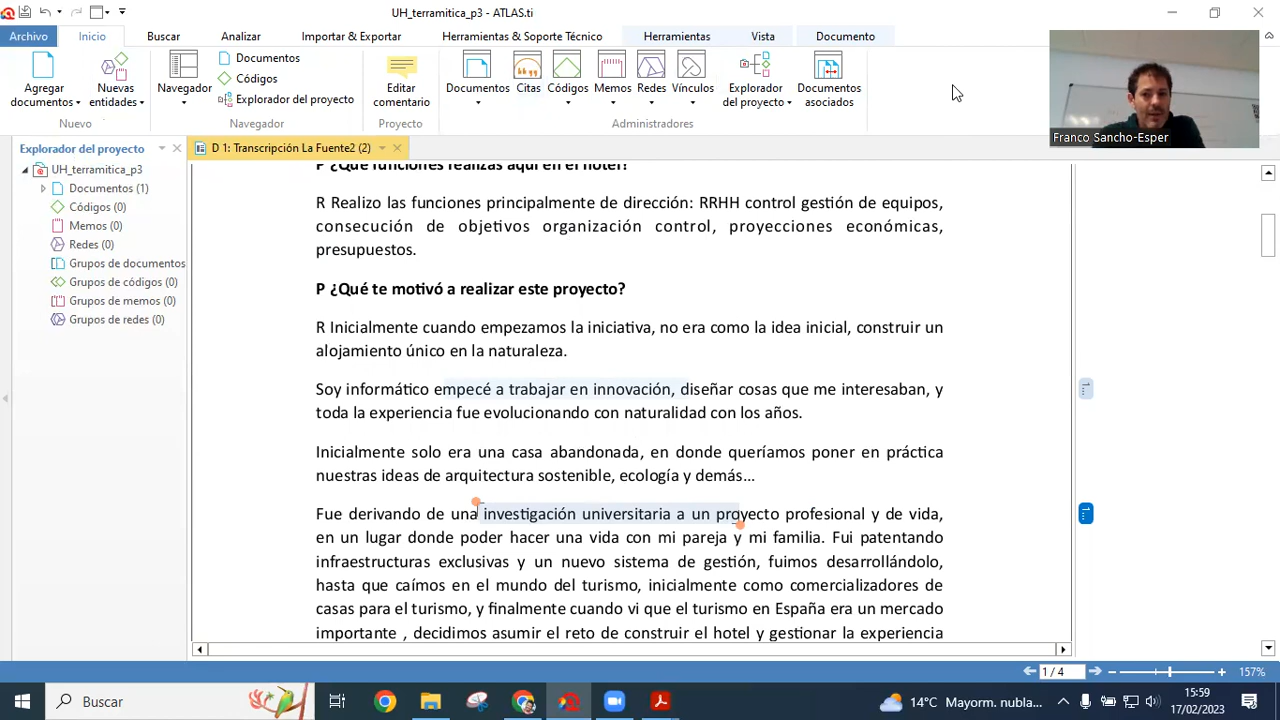 UH_terramitica_p3 - ATLAS.ti
Archivo
Inicio
Buscar
Analizar
Importar & Exportar
Herramientas & Soporte Técnico
Herramientas
Vista
Documento
Agregar documentos
Nuevas entidades
Nuevo
Navegador
Documentos
Códigos
Explorador del proyecto
Navegador
Editar comentario
Proyecto
Documentos
Citas
Códigos
Memos
Redes
Vínculos
Explorador del proyecto
Documentos asociados
Administradores
Franco Sancho-Esper
Explorador del proyecto
UH_terramitica_p3
Documentos (1)
Códigos (0)
Memos (0)
Redes (0)
Grupos de documentos
Grupos de códigos (0)
Grupos de memos (0)
Grupos de redes (0)
D 1: Transcripción La Fuente2 (2)
P ¿Qué funciones realizas aquí en el hotel?
R Realizo las funciones principalmente de dirección: RRHH control gestión de equipos,
consecución de objetivos organización control, proyecciones económicas,
presupuestos.
P ¿Qué te motivó a realizar este proyecto?
R Inicialmente cuando empezamos la iniciativa, no era como la idea inicial, construir un
alojamiento único en la naturaleza.
Soy informático empecé a trabajar en innovación, diseñar cosas que me interesaban, y
toda la experiencia fue evolucionando con naturalidad con los años.
Inicialmente solo era una casa abandonada, en donde queríamos poner en práctica
nuestras ideas de arquitectura sostenible, ecología y demás…
Fue derivando de una investigación universitaria a un proyecto profesional y de vida,
en un lugar donde poder hacer una vida con mi pareja y mi familia. Fui patentando
infraestructuras exclusivas y un nuevo sistema de gestión, fuimos desarrollándolo,
hasta que caímos en el mundo del turismo, inicialmente como comercializadores de
casas para el turismo, y finalmente cuando vi que el turismo en España era un mercado
importante , decidimos asumir el reto de construir el hotel y gestionar la experiencia
1 / 4
157%
Buscar
14°C Mayorm. nubla...
15:59
17/02/2023